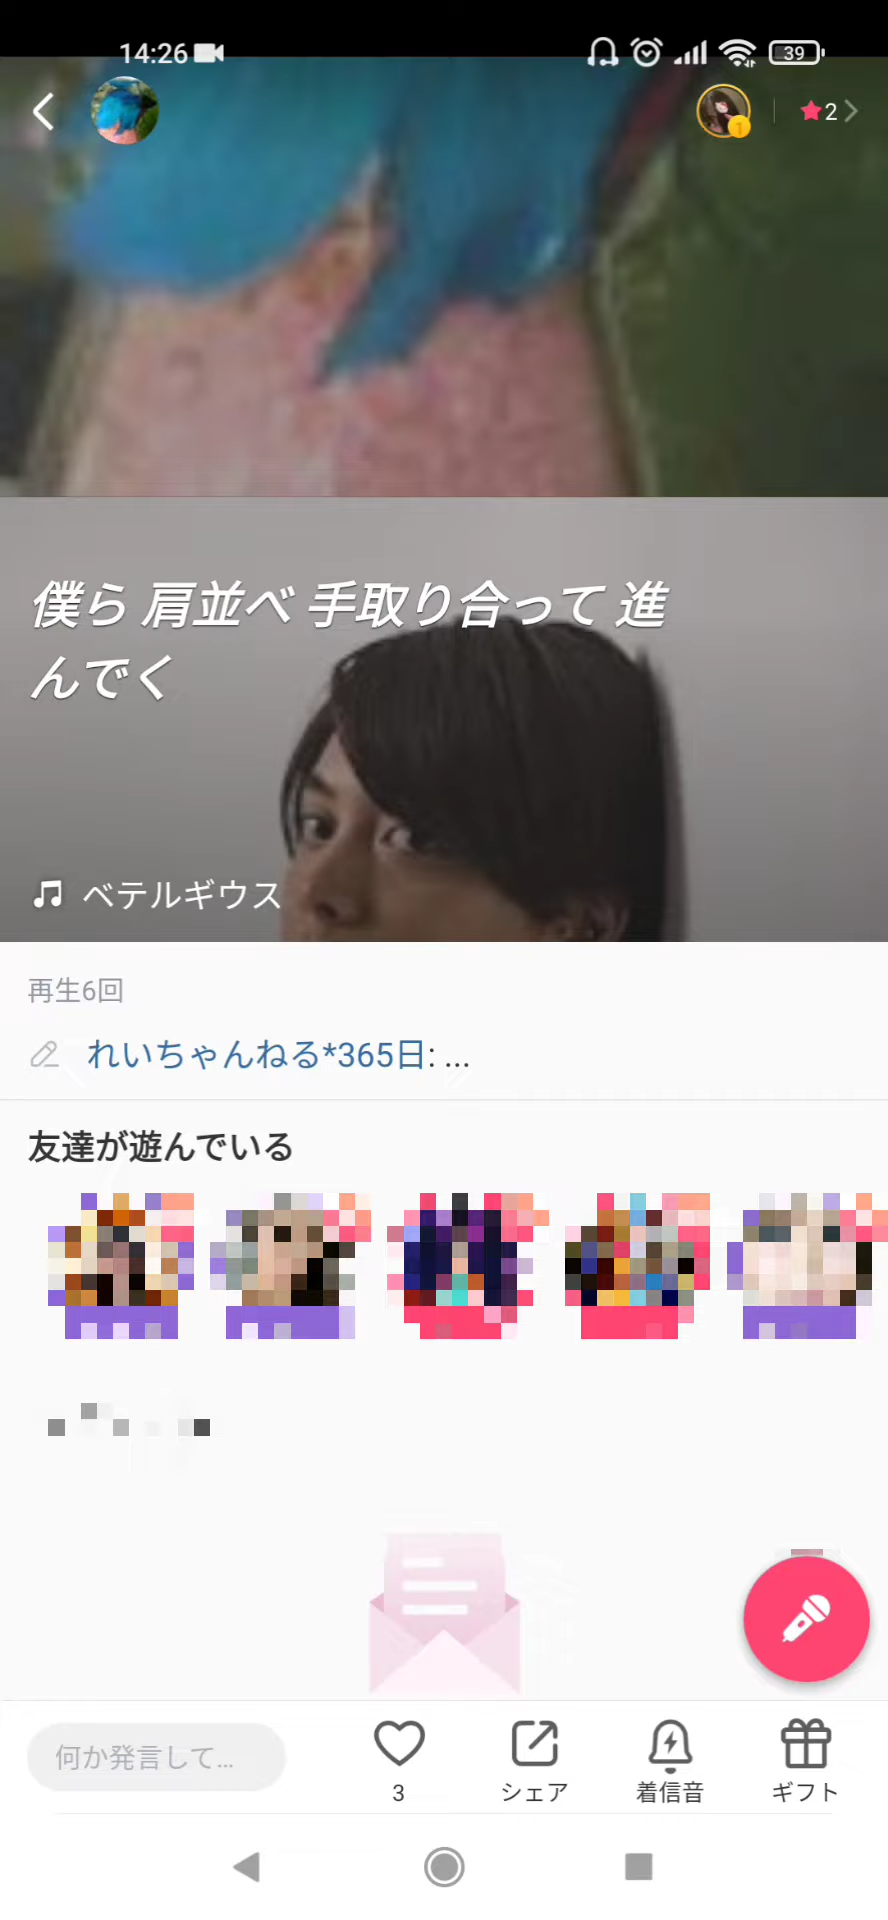 14:26
39
1
2
僕ら 肩並べ 手取り合って 進
んでく
ベテルギウス
再生6回
れいちゃんねる*365日: ...
友達が遊んでいる
何か発言して...
3
シェア
着信音
ギフト